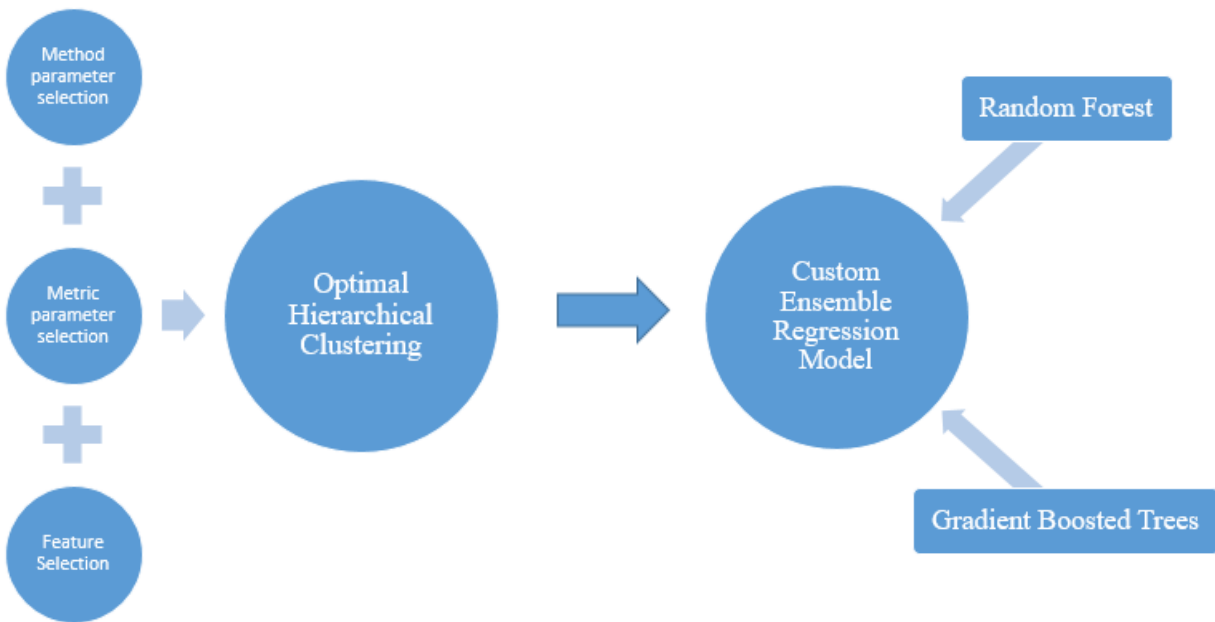 Method
parameter
selection
Metric
parameter
selection
Feature
Selection
Optimal
Hierarchical
Clustering
Custom
Ensemble
Regression
Model
Random Forest
Gradient Boosted Trees